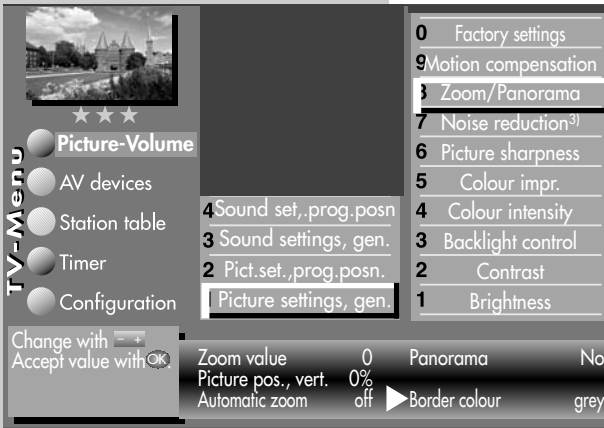 TV-Menu
Picture-Volume
AV devices
Station table
Timer
Configuration
4 Sound set,.prog.posn
3 Sound settings, gen.
2 Pict.set.,prog.posn.
Picture settings, gen.
0 Factory settings
9 Motion compensation
8 Zoom/Panorama
7 Noise reduction3)
6 Picture sharpness
5 Colour impr.
4 Colour intensity
3 Backlight control
2 Contrast
1 Brightness
Change with - +
Accept value with OK.
Zoom value 0 Panorama No
Picture pos., vert. 0%
Automatic zoom off Border colour grey